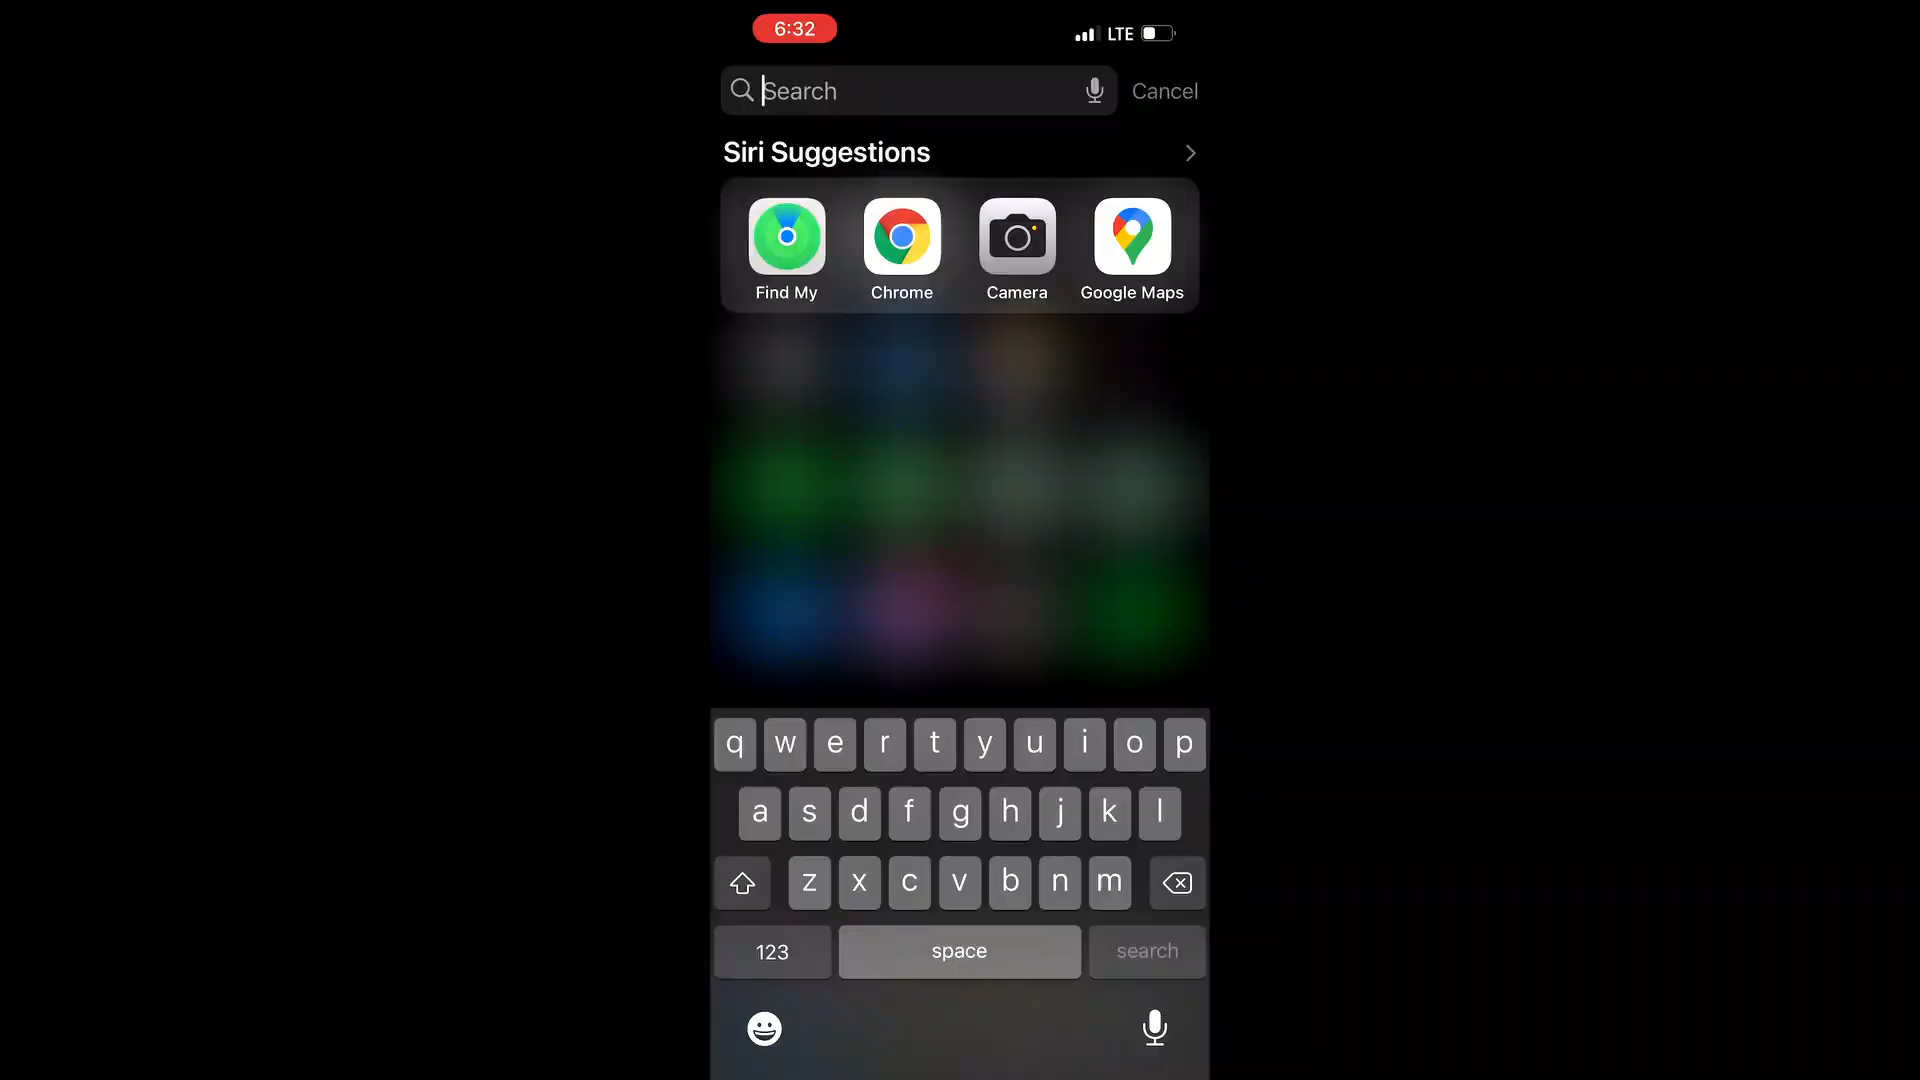 6:32 LTE
Search Cancel
Siri Suggestions
Find My Chrome Camera Google Maps
q w e r t y u i o p
a s d f g h j k l
z x c v b n m
123 space search